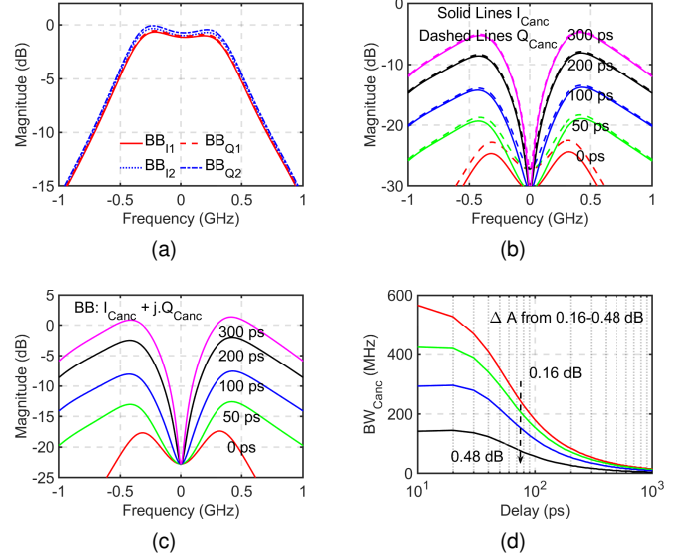 0
-5
-10
-15
Magnitude (dB)
BB_I1 BB_Q1
BB_I2 BB_Q2
-1 -0.5 0 0.5 1
Frequency (GHz)
(a)
0
-10
-20
-30
Magnitude (dB)
Solid Lines I_Canc
Dashed Lines Q_Canc
300 ps
200 ps
100 ps
50 ps
0 ps
-1 -0.5 0 0.5 1
Frequency (GHz)
(b)
5
0
-5
-10
-15
-20
-25
Magnitude (dB)
BB: I_Canc + j.Q_Canc
300 ps
200 ps
100 ps
50 ps
0 ps
-1 -0.5 0 0.5 1
Frequency (GHz)
(c)
600
400
200
0
BW_Canc (MHz)
Δ A from 0.16-0.48 dB
0.16 dB
0.48 dB
10^1 10^2 10^3
Delay (ps)
(d)